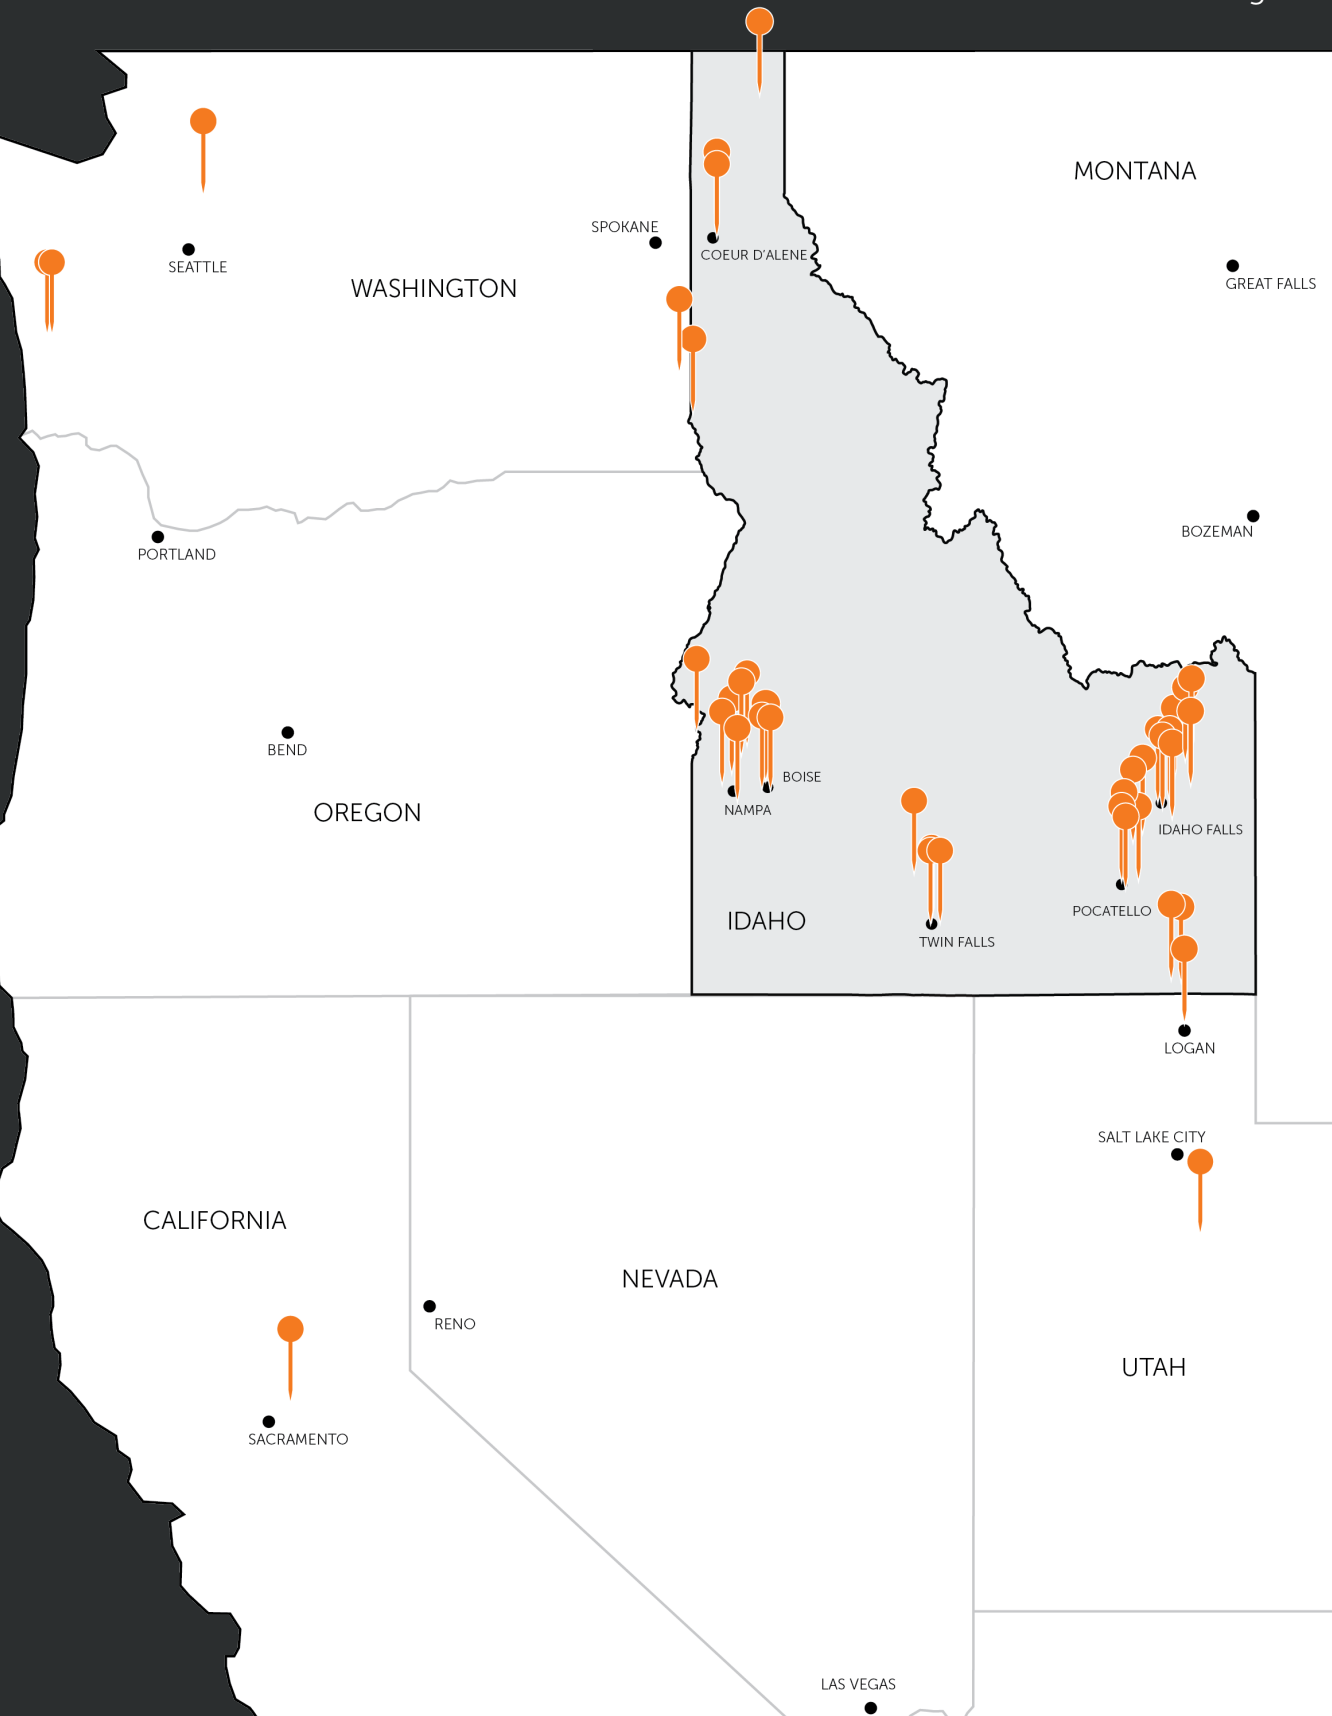 MONTANA
SPOKANE
COEUR D'ALENE
SEATTLE
WASHINGTON
GREAT FALLS
PORTLAND
BOZEMAN
BEND
OREGON
BOISE
NAMPA
IDAHO FALLS
IDAHO
POCATELLO
TWIN FALLS
LOGAN
SALT LAKE CITY
CALIFORNIA
NEVADA
RENO
UTAH
SACRAMENTO
LAS VEGAS